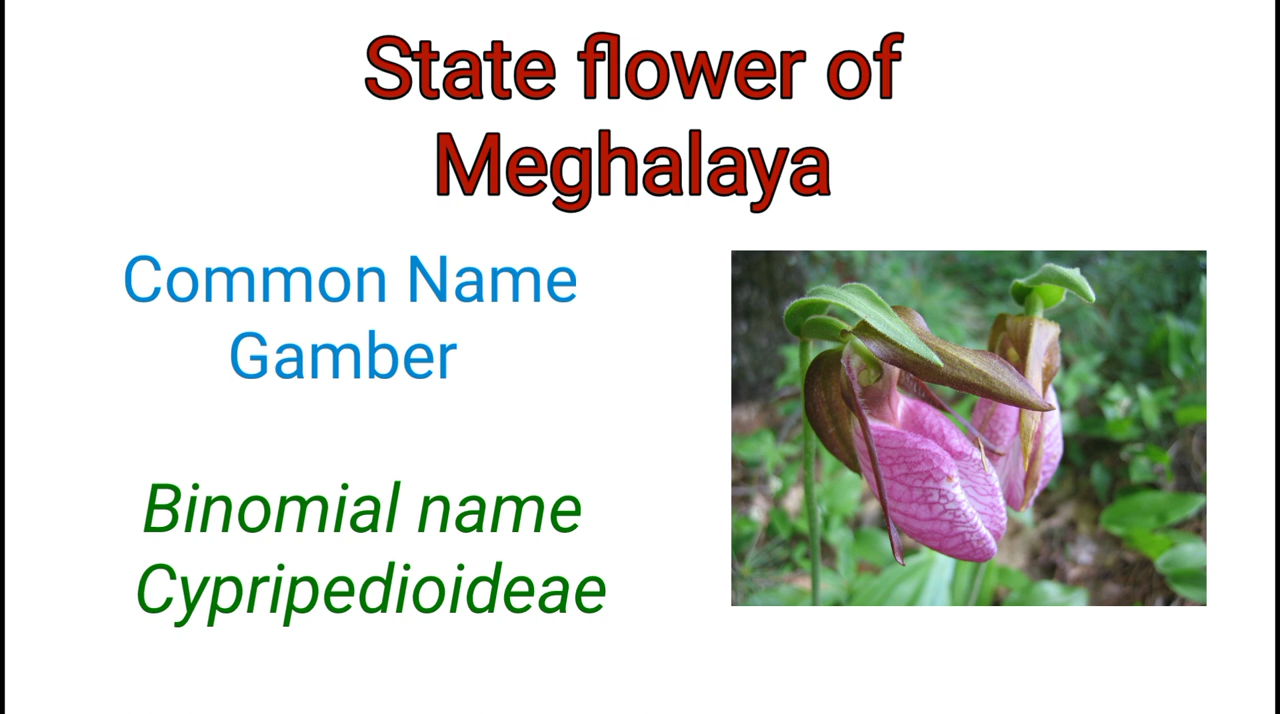 State flower of
Meghalaya
Common Name
Gamber
Binomial name
Cypripedioideae